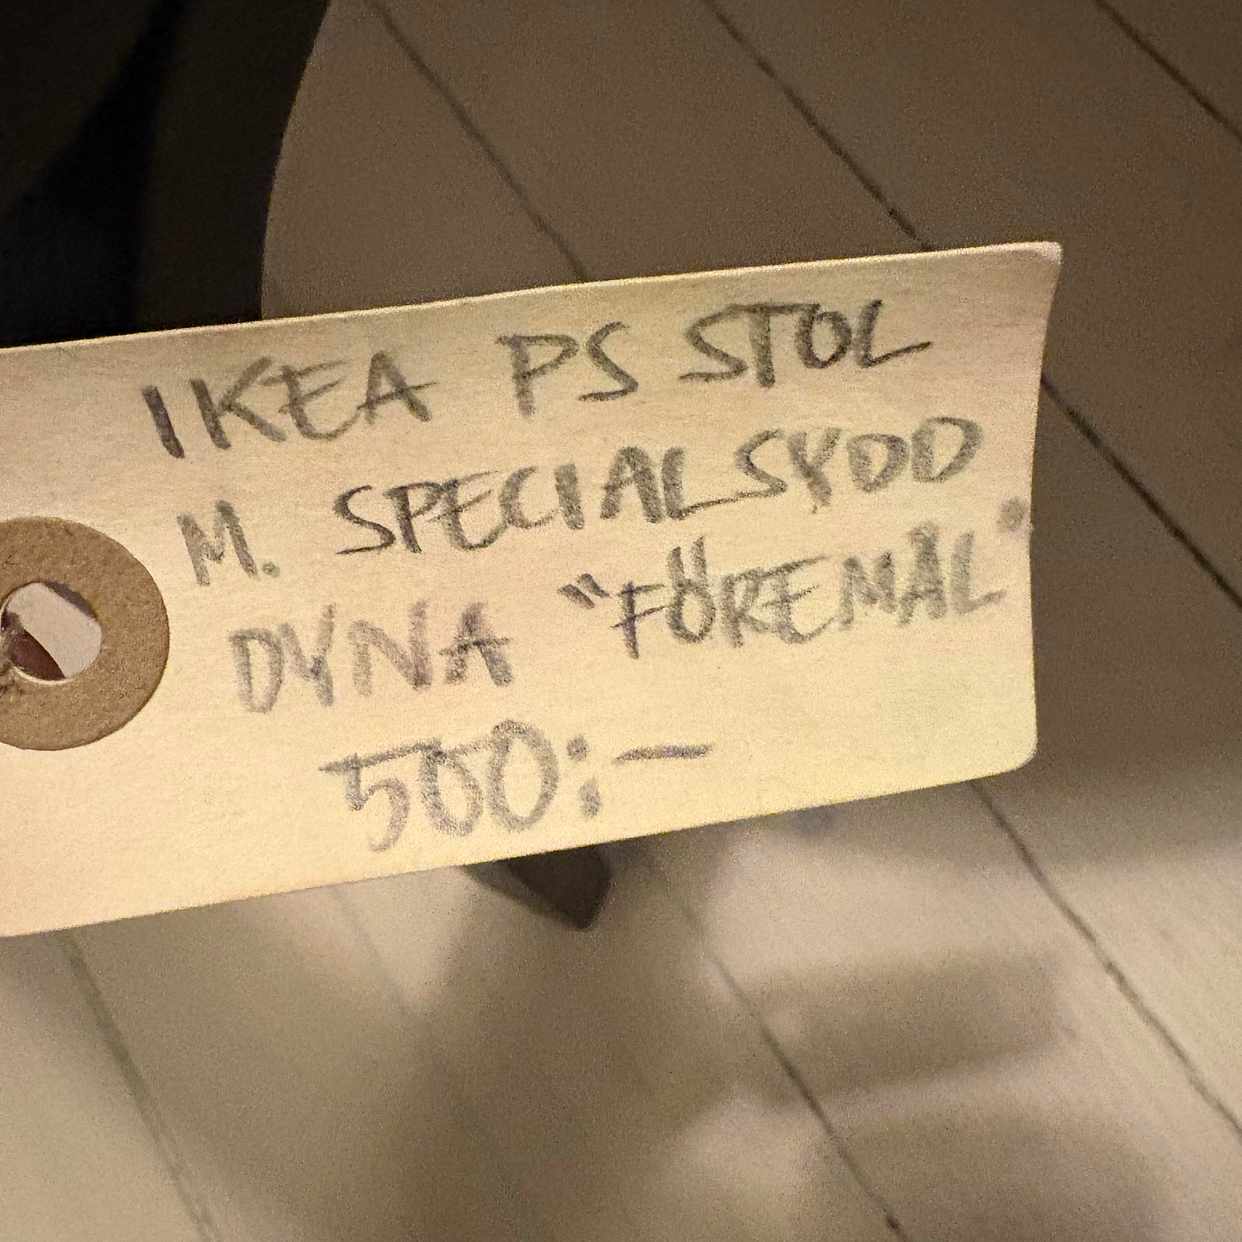 IKEA PS STOL
M. SPECIALSYDD
DYNA "FÖREMÅL"
500:-